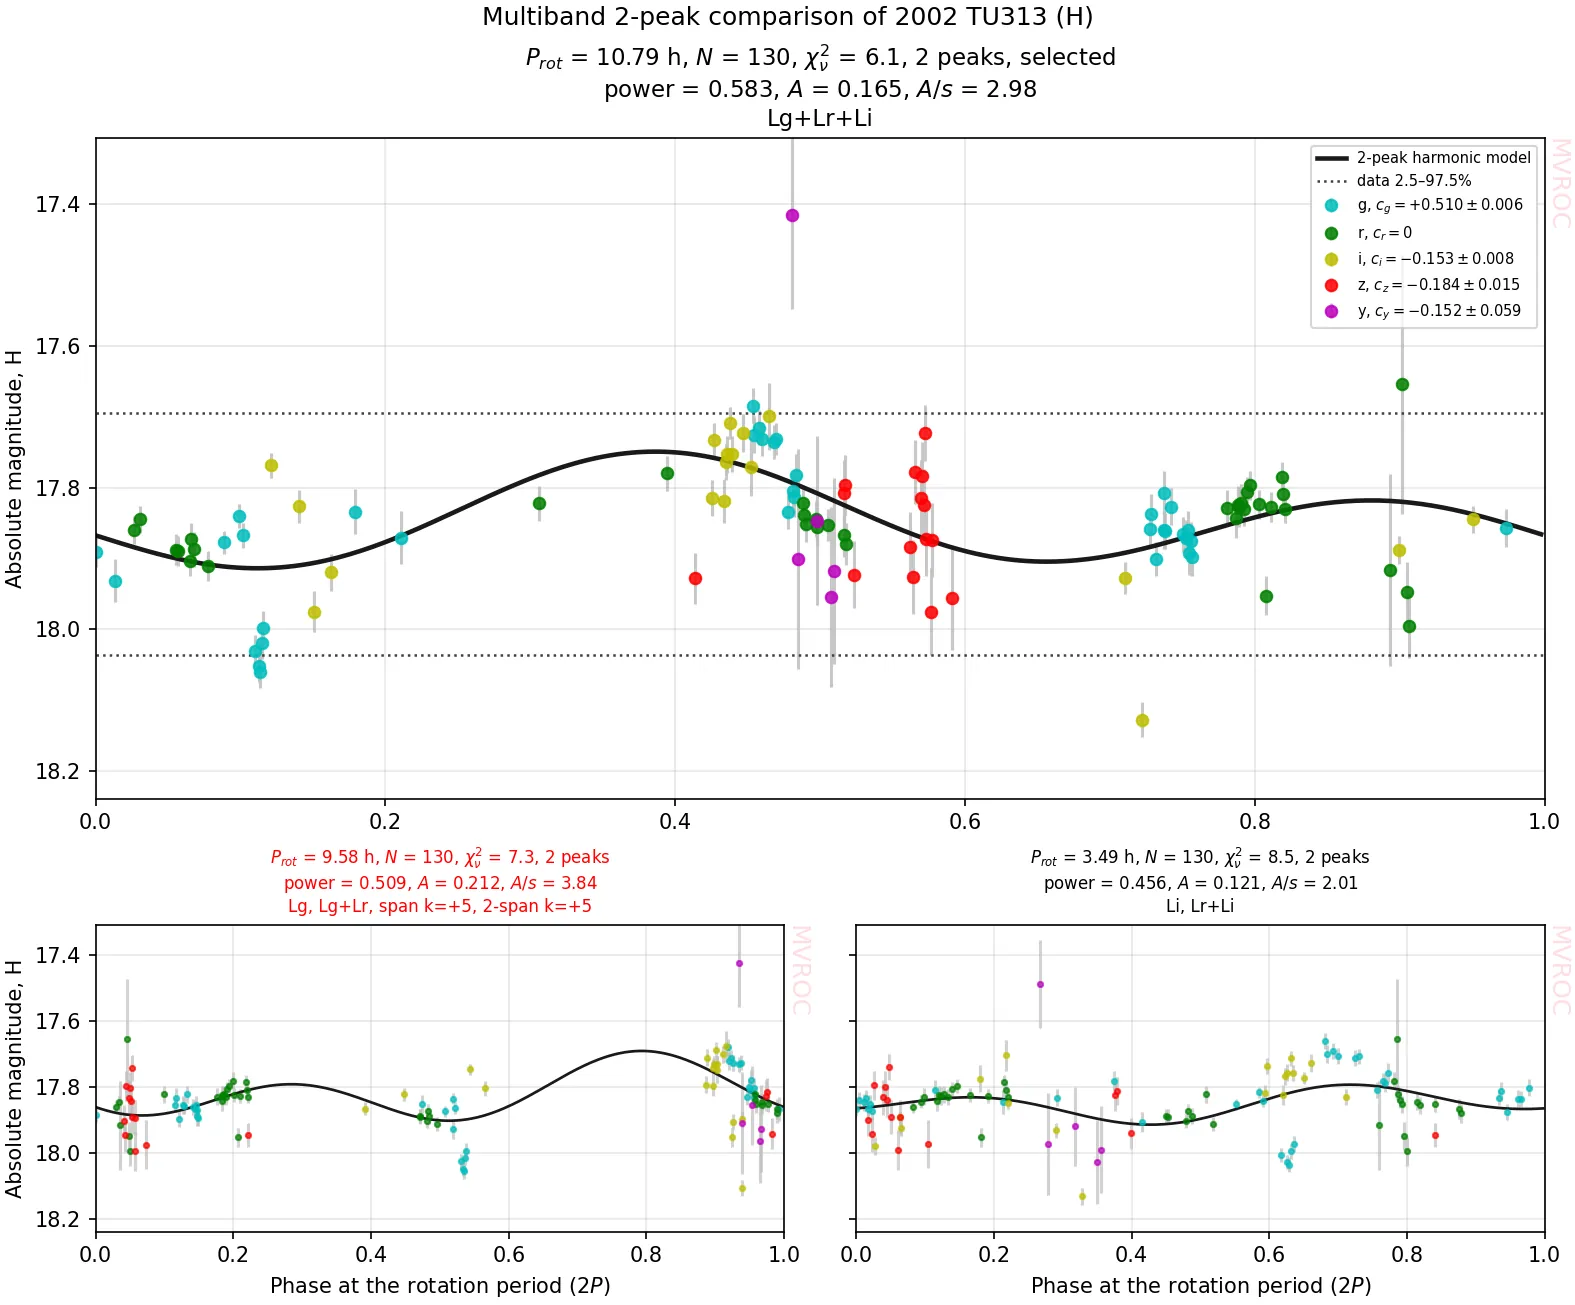 Multiband 2-peak comparison of 2002 TU313 (H)
P_rot = 10.79 h, N = 130, χ²_ν = 6.1, 2 peaks, selected
power = 0.583, A = 0.165, A/s = 2.98
Lg+Lr+Li
2-peak harmonic model
data 2.5–97.5%
g, c_g = +0.510 ± 0.006
r, c_r = 0
i, c_i = −0.153 ± 0.008
z, c_z = −0.184 ± 0.015
y, c_y = −0.152 ± 0.059
MVROC
Absolute magnitude, H
17.4
17.6
17.8
18.0
18.2
0.0 0.2 0.4 0.6 0.8 1.0
P_rot = 9.58 h, N = 130, χ²_ν = 7.3, 2 peaks
power = 0.509, A = 0.212, A/s = 3.84
Lg, Lg+Lr, span k=+5, 2-span k=+5
MVROC
Absolute magnitude, H
17.4
17.6
17.8
18.0
18.2
0.0 0.2 0.4 0.6 0.8 1.0
Phase at the rotation period (2P)
P_rot = 3.49 h, N = 130, χ²_ν = 8.5, 2 peaks
power = 0.456, A = 0.121, A/s = 2.01
Li, Lr+Li
MVROC
0.0 0.2 0.4 0.6 0.8 1.0
Phase at the rotation period (2P)